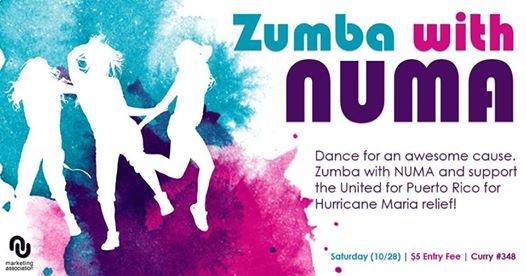 Zumba with
NUMA
Dance for an awesome cause.
Zumba with NUMA and support
the United for Puerto Rico for
Hurricane Maria relief!
Saturday (10/28) | $5 Entry Fee | Curry #348
marketing
association